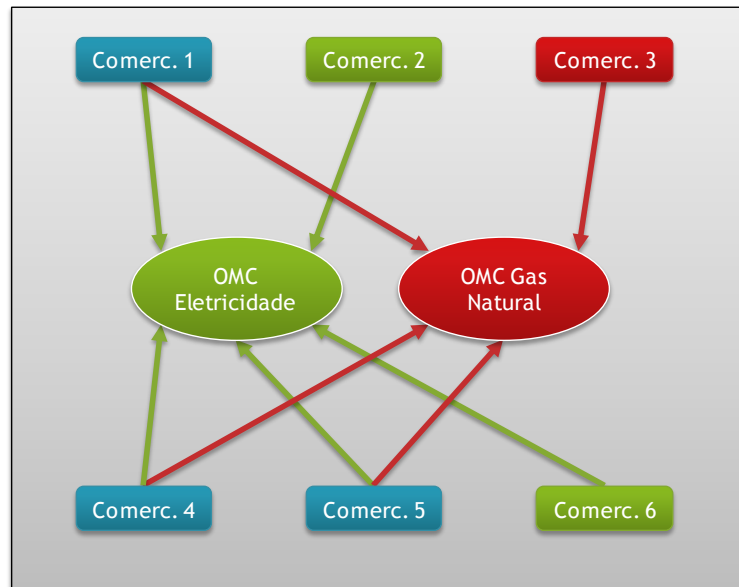 Comerc. 1
Comerc. 2
Comerc. 3
OMC
Eletricidade
OMC Gas
Natural
Comerc. 4
Comerc. 5
Comerc. 6